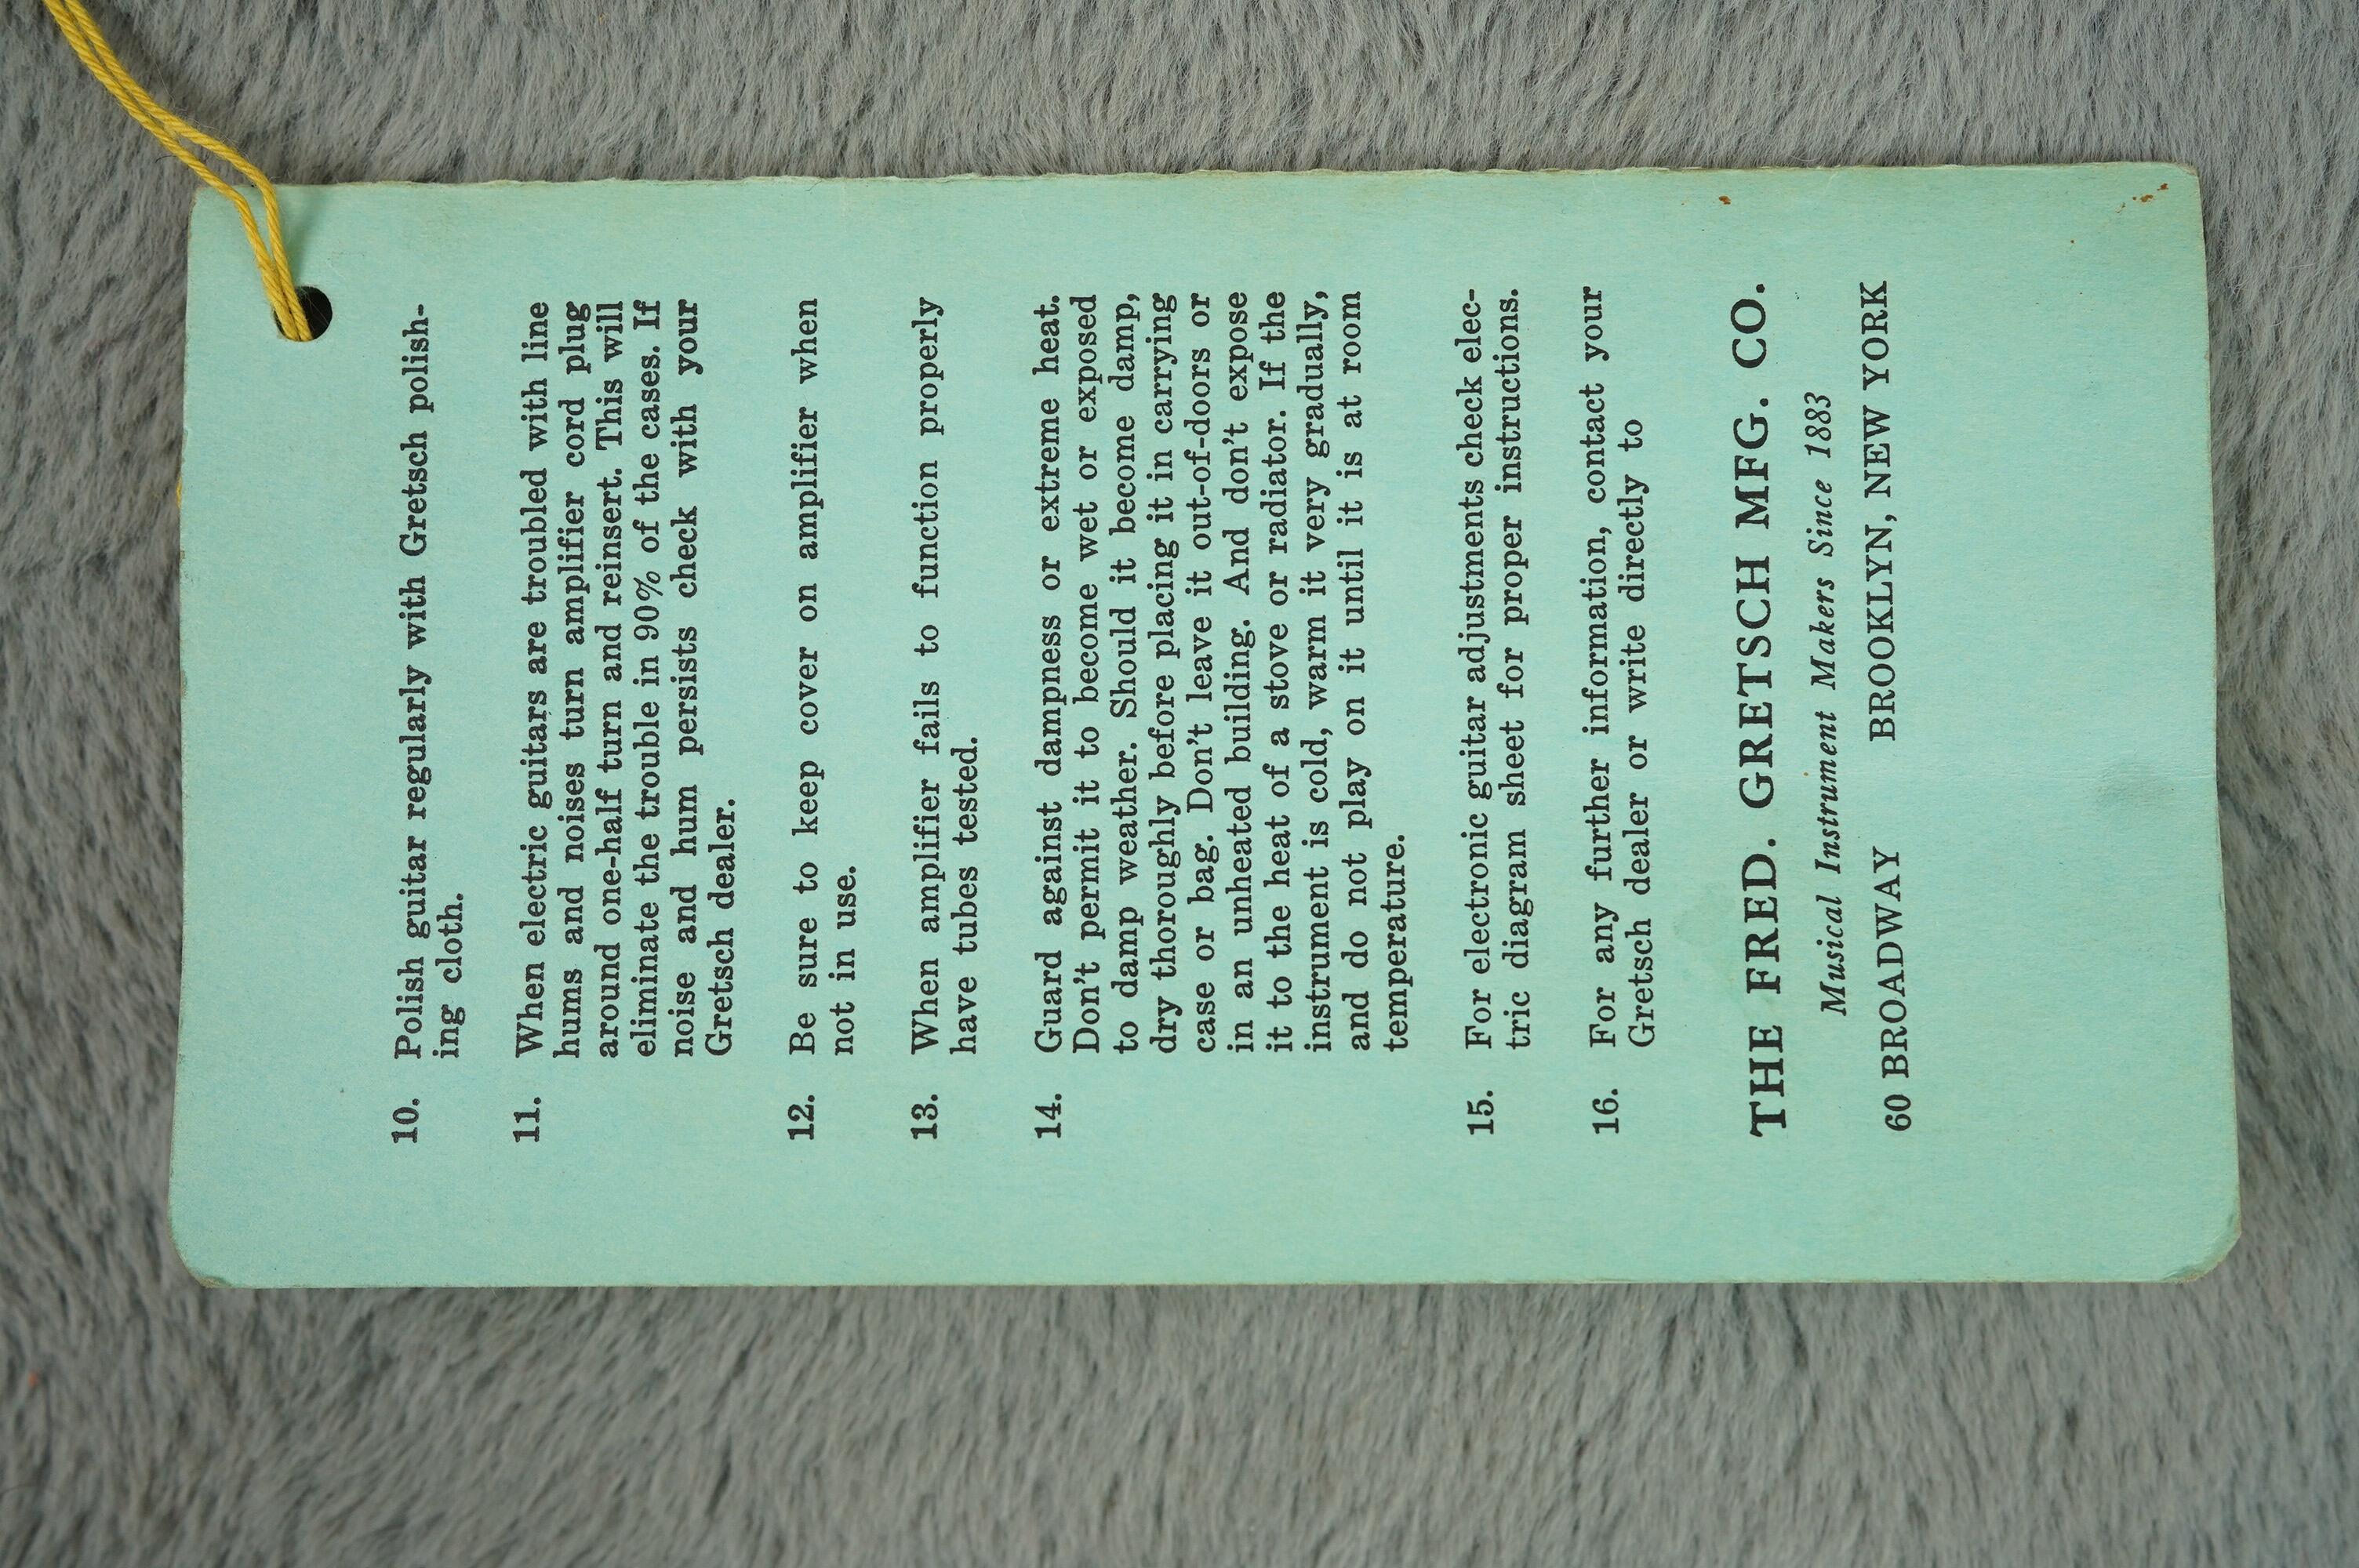 10. Polish guitar regularly with Gretsch polish-
ing cloth.
11. When electric guitars are troubled with line
hums and noises turn amplifier cord plug
around one-half turn and reinsert. This will
eliminate the trouble in 90% of the cases. If
noise and hum persists check with your
Gretsch dealer.
12. Be sure to keep cover on amplifier when
not in use.
13. When amplifier fails to function properly
have tubes tested.
14. Guard against dampness or extreme heat.
Don't permit it to become wet or exposed
to damp weather. Should it become damp,
dry thoroughly before placing it in carrying
case or bag. Don't leave it out-of-doors or
in an unheated building. And don't expose
it to the heat of a stove or radiator. If the
instrument is cold, warm it very gradually,
and do not play on it until it is at room
temperature.
15. For electronic guitar adjustments check elec-
tric diagram sheet for proper instructions.
16. For any further information, contact your
Gretsch dealer or write directly to
THE FRED. GRETSCH MFG. CO.
Musical Instrument Makers Since 1883
60 BROADWAY BROOKLYN, NEW YORK